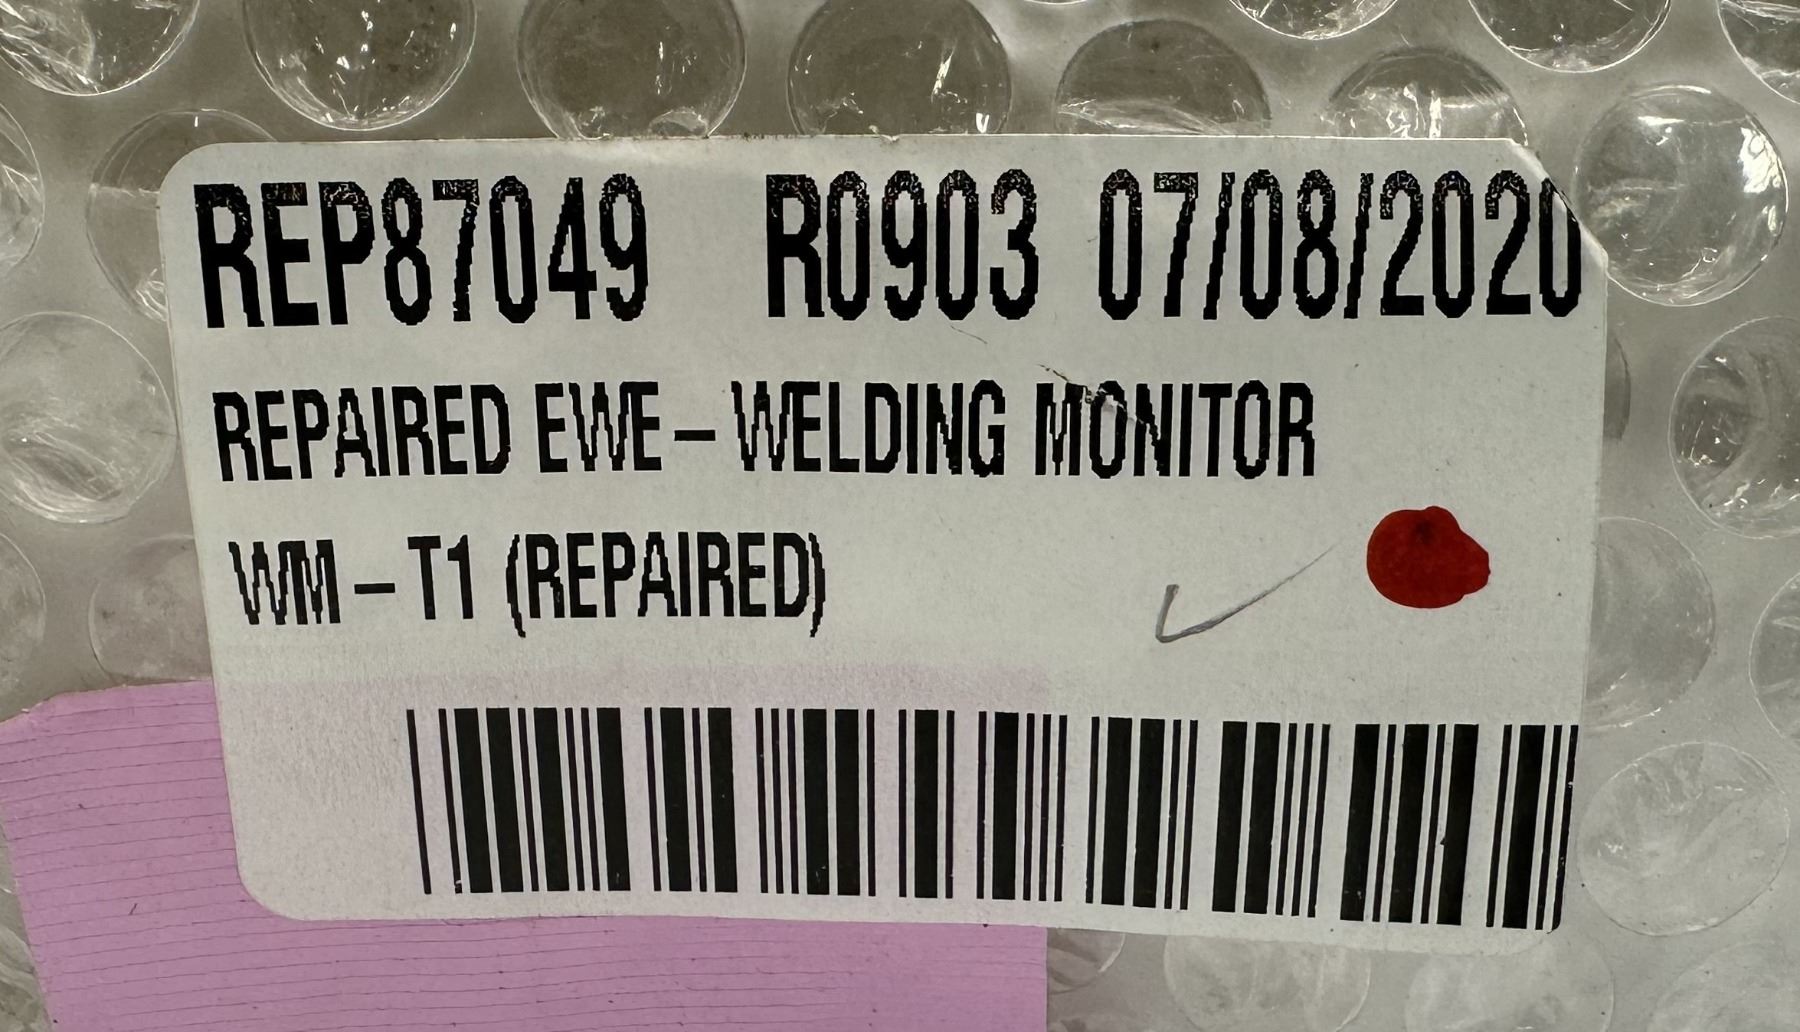 REP87049 R0903 07/08/2020
REPAIRED EWE-WELDING MONITOR
WM-T1 (REPAIRED)